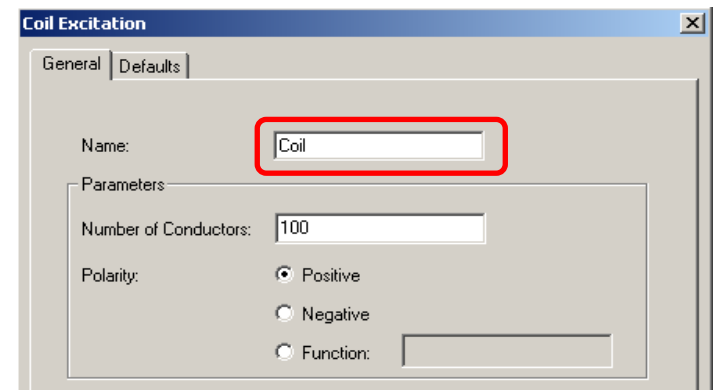 Coil Excitation
General Defaults
Name: Coil
Parameters
Number of Conductors: 100
Polarity: Positive
Negative
Function: